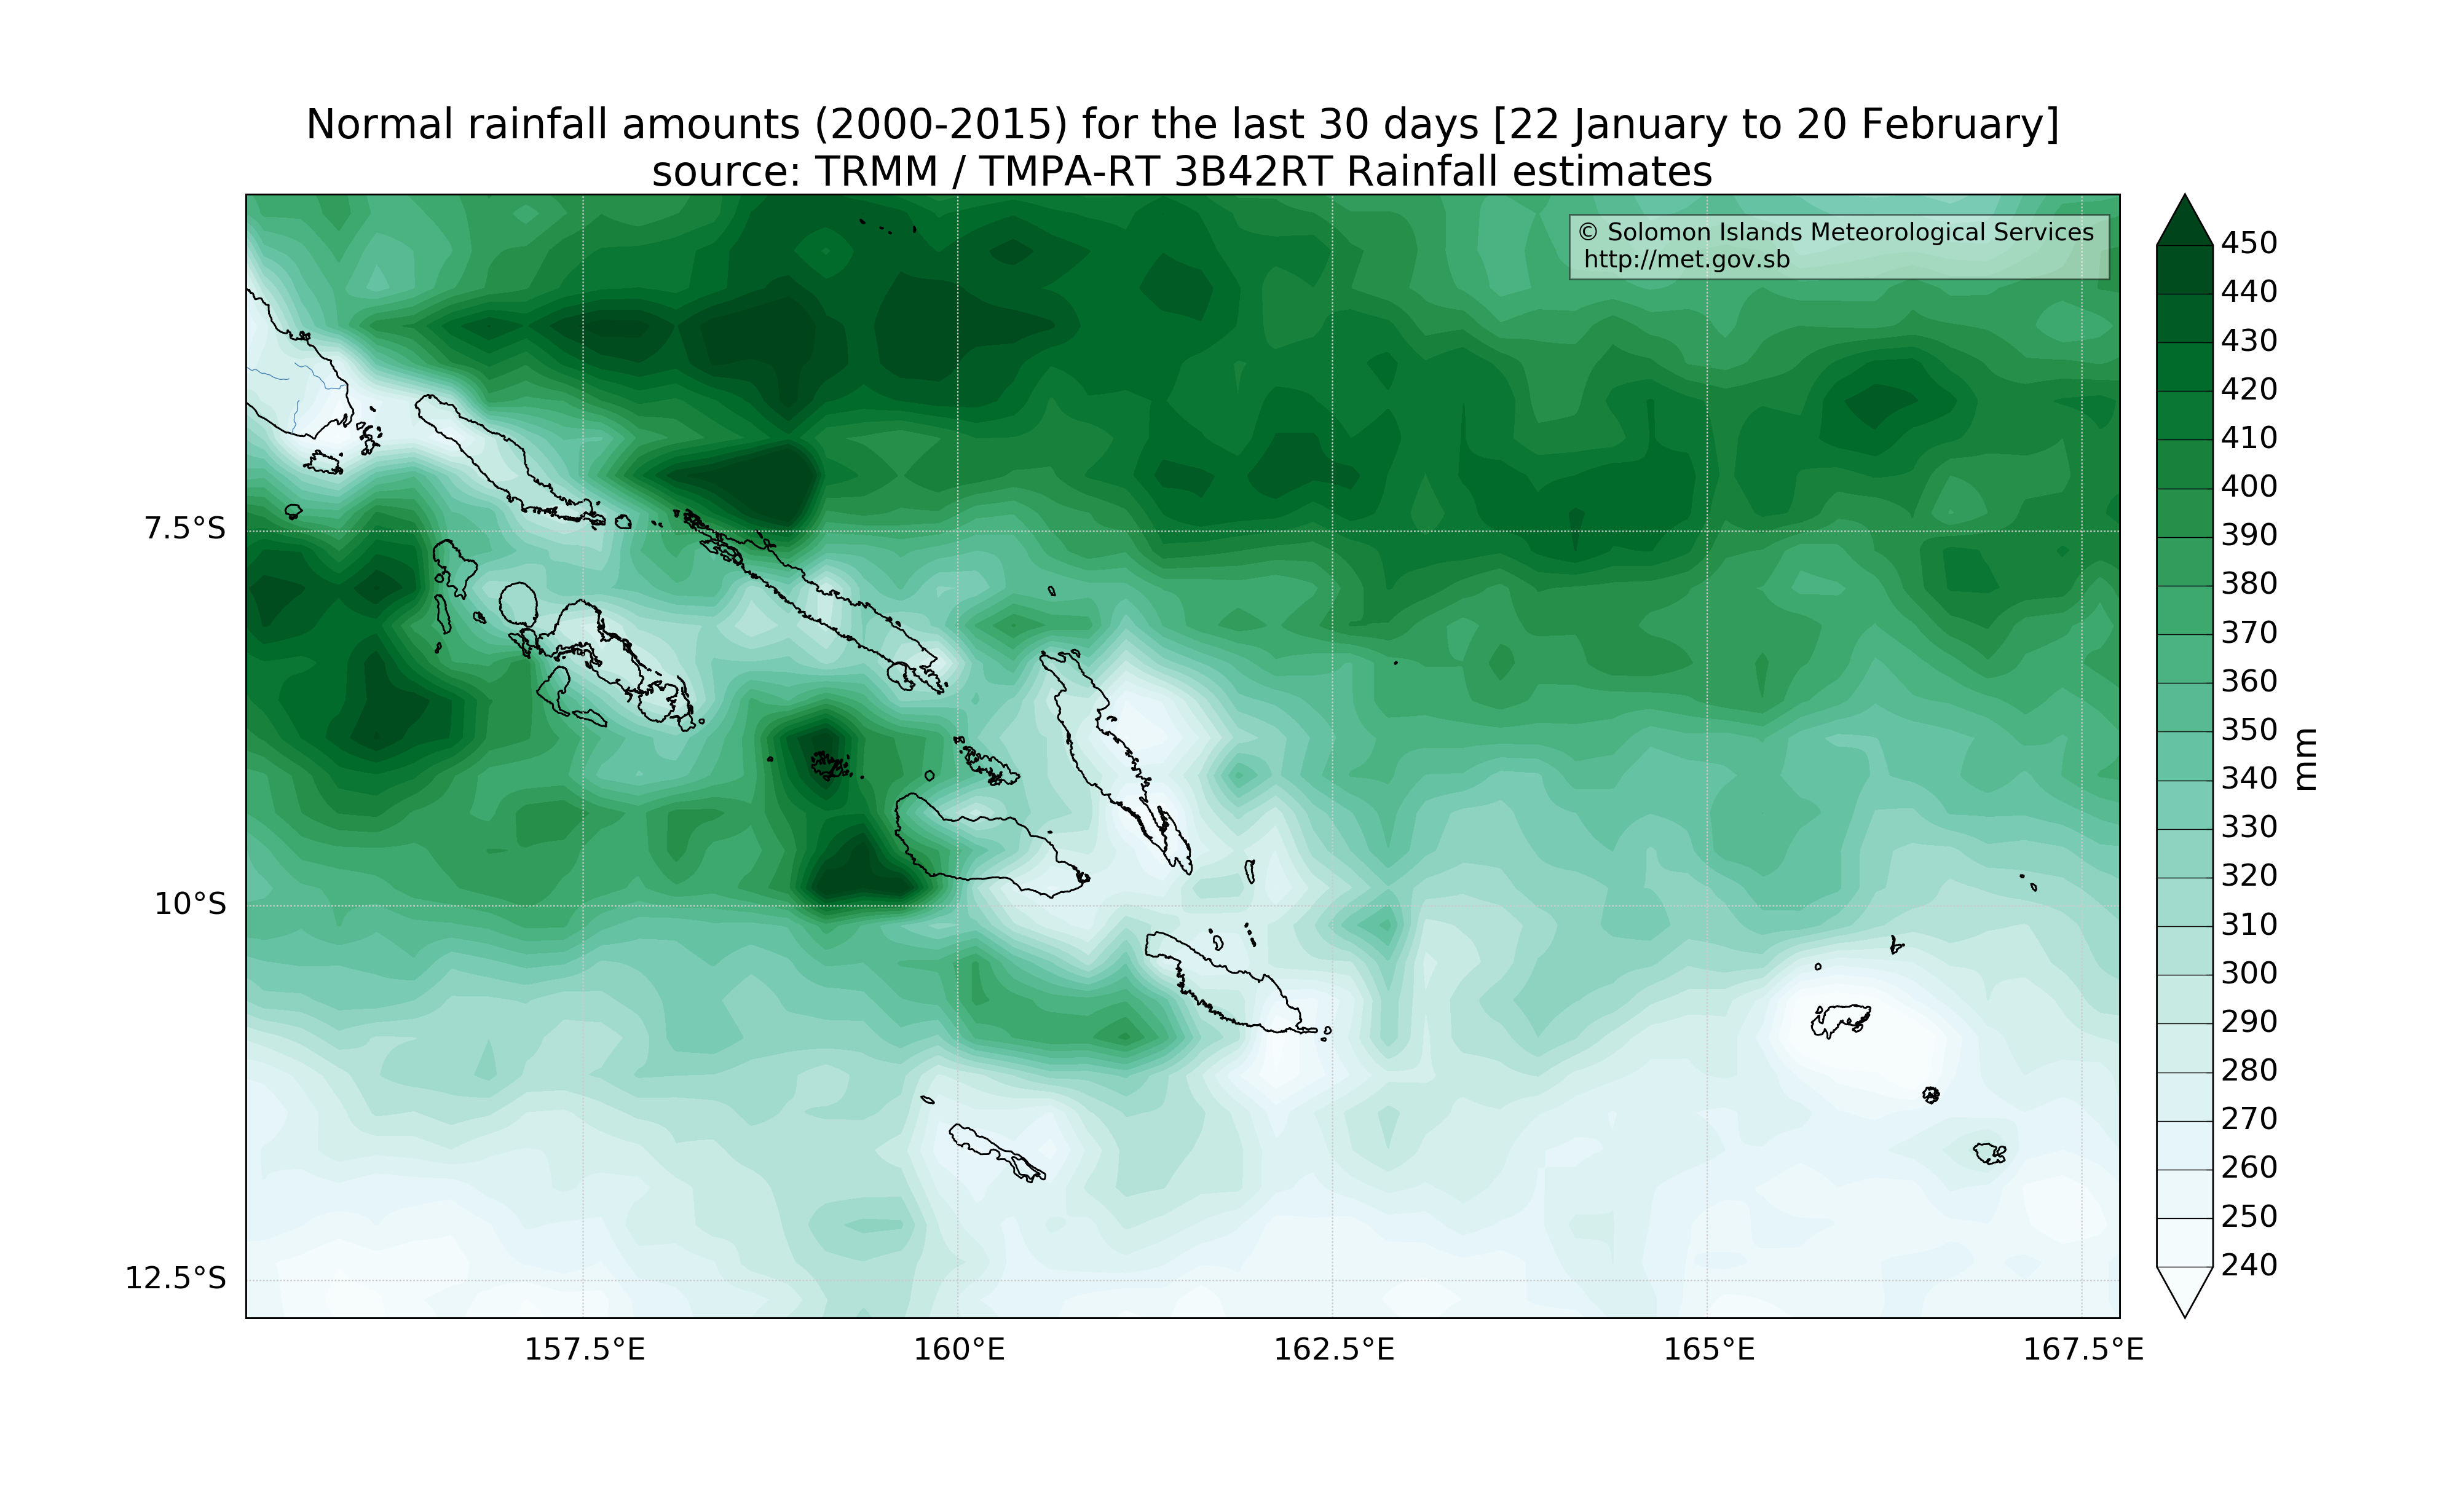 Normal rainfall amounts (2000-2015) for the last 30 days [22 January to 20 February]
source: TRMM / TMPA-RT 3B42RT Rainfall estimates
© Solomon Islands Meteorological Services
http://met.gov.sb
7.5°S
10°S
12.5°S
157.5°E
160°E
162.5°E
165°E
167.5°E
450
440
430
420
410
400
390
380
370
360
350
340
330
320
310
300
290
280
270
260
250
240
mm